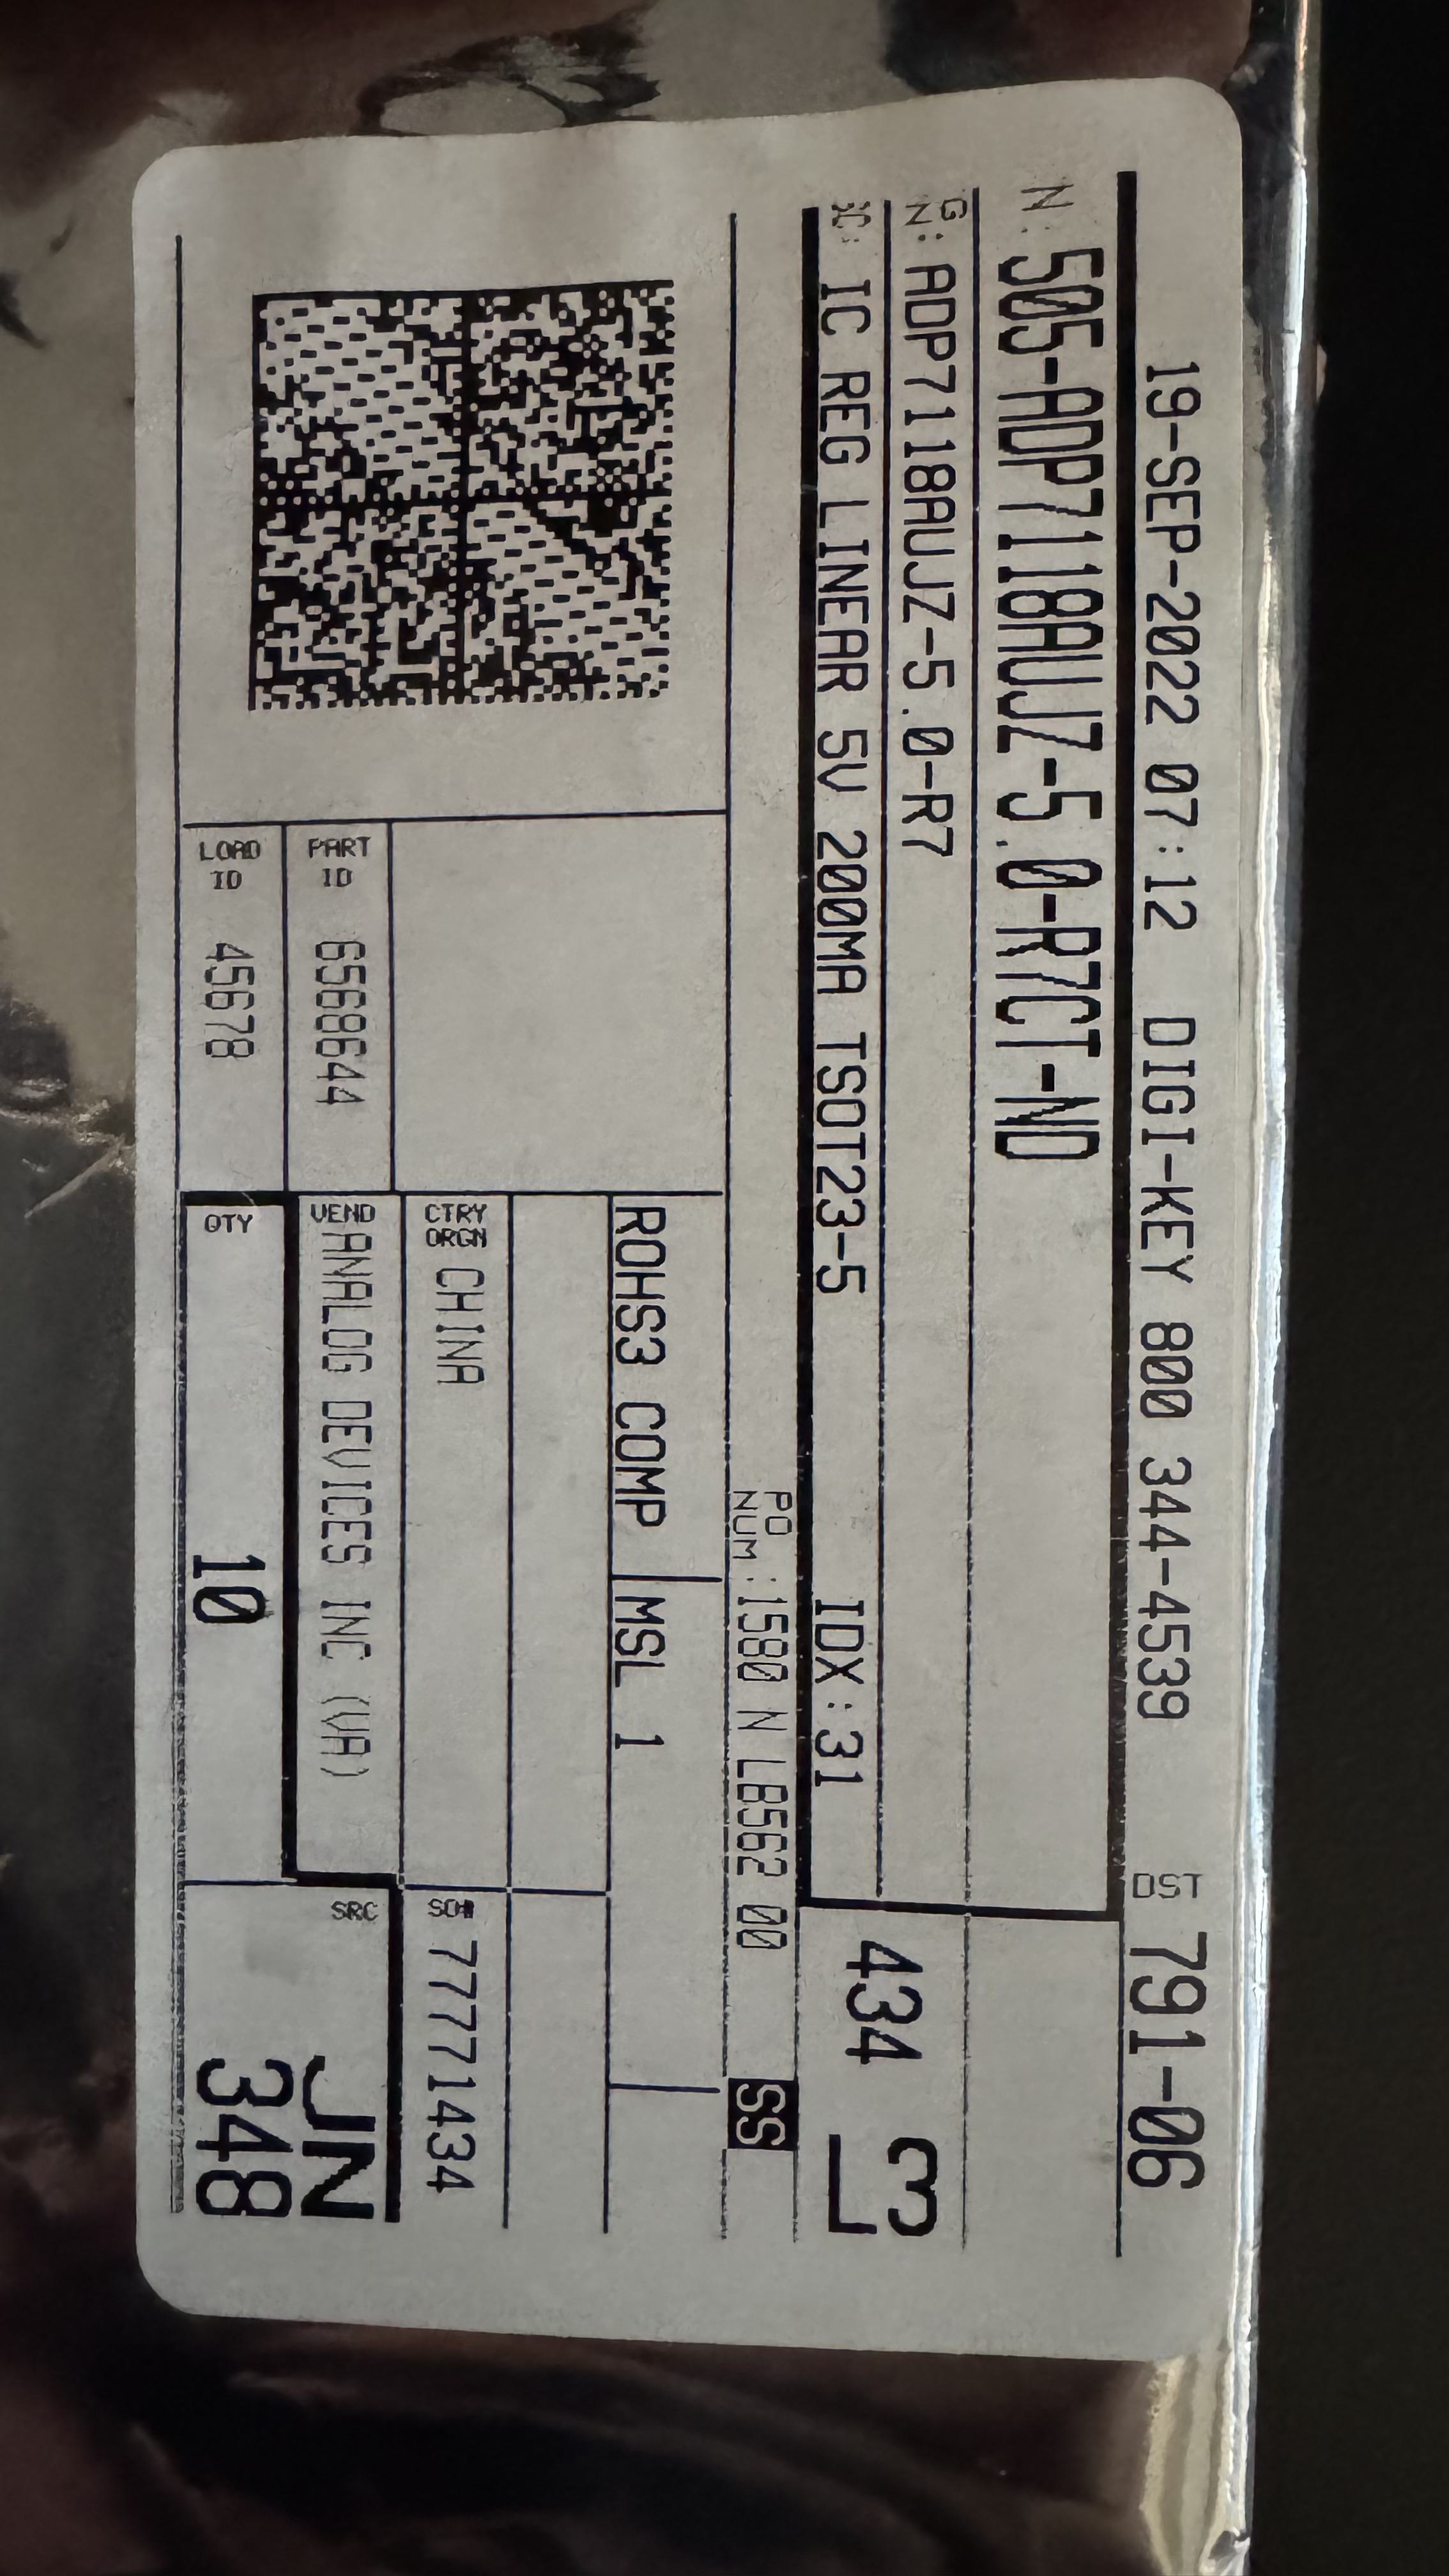 19-SEP-2022 07:12 DIGI-KEY 800 344-4539 DST 791-06
N: 505-ADP7118AUJZ-5.0-R7CT-ND
G
N: ADP7118AUJZ-5.0-R7
SC: IC REG LINEAR 5V 200MA TSOT23-5 IDX:31
434 L3
PO
NUM: 1580 N LB562 00 SS
ROHS3 COMP MSL 1
CTRY
ORGN CHINA
SO# 77771434
PART
ID 6568644
VEND ANALOG DEVICES INC (VA)
SRC JN
348
LOAD
ID 45678
QTY 10